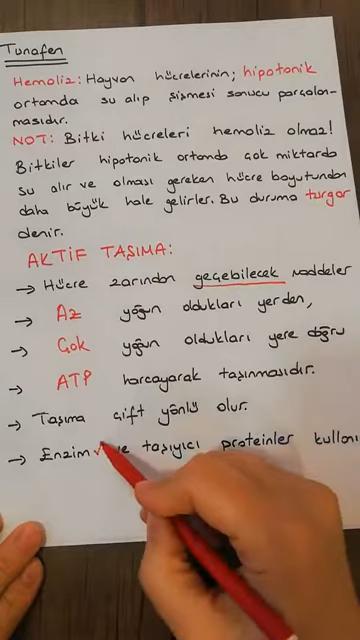 Tunafen
Hemoliz: Hayvan hücrelerinin; hipotonik
ortamda su alıp şişmesi sonucu parçalan-
masıdır.
NOT: Bitki hücreleri hemoliz olmaz!
Bitkiler hipotonik ortamda çok miktarda
su alır ve olması gereken hücre boyutundan
daha büyük hale gelirler. Bu duruma turgor
denir.
AKTİF TAŞIMA:
→ Hücre zarından geçebilecek maddeler
→ Az yoğun oldukları yerden,
→ Çok yoğun oldukları yere doğru
→ ATP harcayarak taşınmasıdır.
→ Taşıma çift yönlü olur.
→ Enzim ve taşıyıcı proteinler